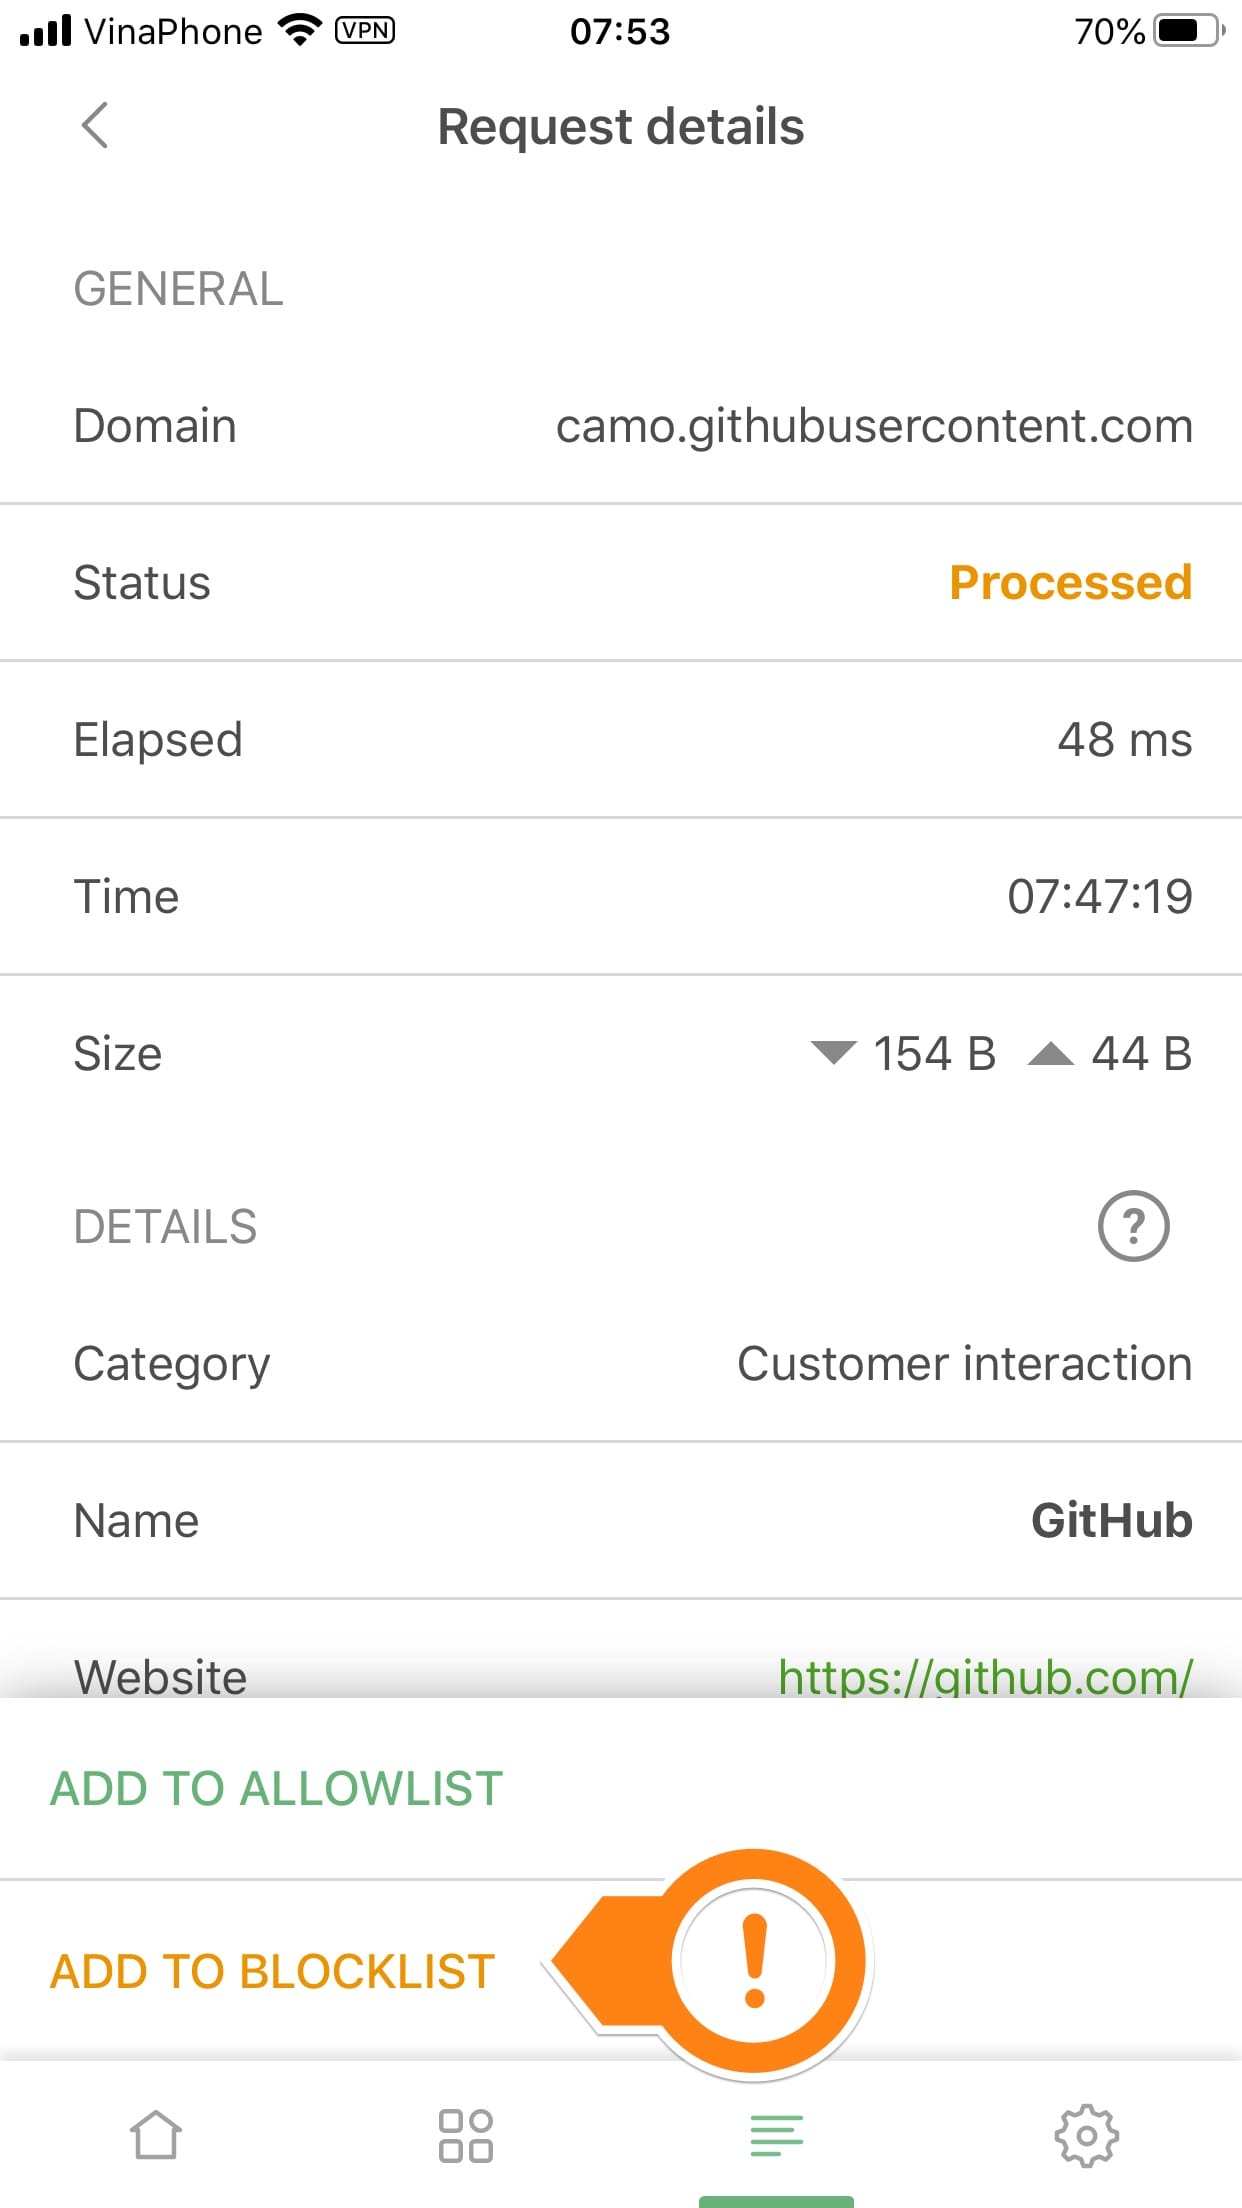 VinaPhone VPN 07:53 70%
Request details
GENERAL
Domain camo.githubusercontent.com
Status Processed
Elapsed 48 ms
Time 07:47:19
Size 154 B 44 B
DETAILS ?
Category Customer interaction
Name GitHub
Website https://github.com/
ADD TO ALLOWLIST
ADD TO BLOCKLIST !